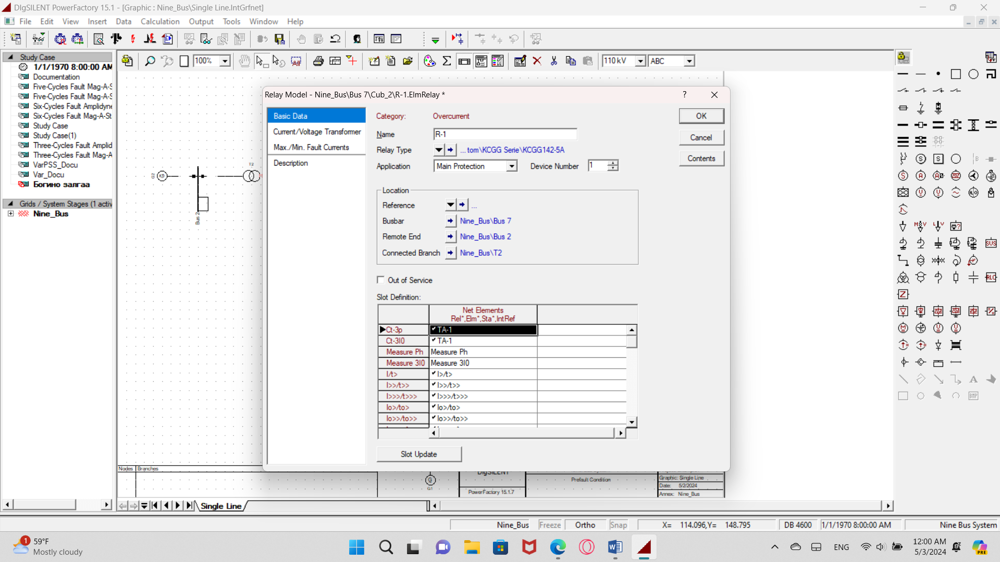 DIgSILENT PowerFactory 15.1 - [Graphic : Nine_Bus\Single Line.IntGrfnet]
File Edit View Insert Data Calculation Output Tools Window Help
100%
110 kV
ABC
Study Case
1/1/1970 8:00:00 AM
Documentation
Five-Cycles Fault Mag-A-S
Five-Cycles Fault Mag-A-S
Six-Cycles Fault Amplidyne
Six-Cycles Fault Mag-A-St
Study Case
Study Case(1)
Three-Cycles Fault Amplid
Three-Cycles Fault Mag-A
VarPSS_Docu
Var_Docu
Богино залгаа
Grids / System Stages (1 activ
Nine_Bus
G2
T2
Bus 2
Relay Model - Nine_Bus\Bus 7\Cub_2\R-1.ElmRelay *
?
Basic Data
Current/Voltage Transformer
Max./Min. Fault Currents
Description
Category: Overcurrent
Name R-1
Relay Type ... tom\KCGG Serie\KCGG142-5A
Application Main Protection Device Number 1
OK
Cancel
Contents
Location
Reference ...
Busbar Nine_Bus\Bus 7
Remote End Nine_Bus\Bus 2
Connected Branch Nine_Bus\T2
Out of Service
Slot Definition:
Net Elements
Rel*,Elm*,Sta*,IntRef
Ct-3p TA-1
Ct-3I0 TA-1
Measure Ph Measure Ph
Measure 3I0 Measure 3I0
I/t> I>/t>
I>>/t>> I>>/t>>
I>>>/t>>> I>>>/t>>>
Io>/to> Io>/to>
Io>>/to>> Io>>/to>>
Slot Update
Nodes Branches
G
G1
DIgSILENT
PowerFactory 15.1.7
Prefault Condition
Graphic: Single Line
Date: 5/2/2024
Annex: Nine_Bus
Single Line
Nine_Bus Freeze Ortho Snap X= 114.096,Y= 148.795 DB 4600 1/1/1970 8:00:00 AM Nine Bus System
1
59°F
Mostly cloudy
ENG
12:00 AM
5/3/2024
PRE